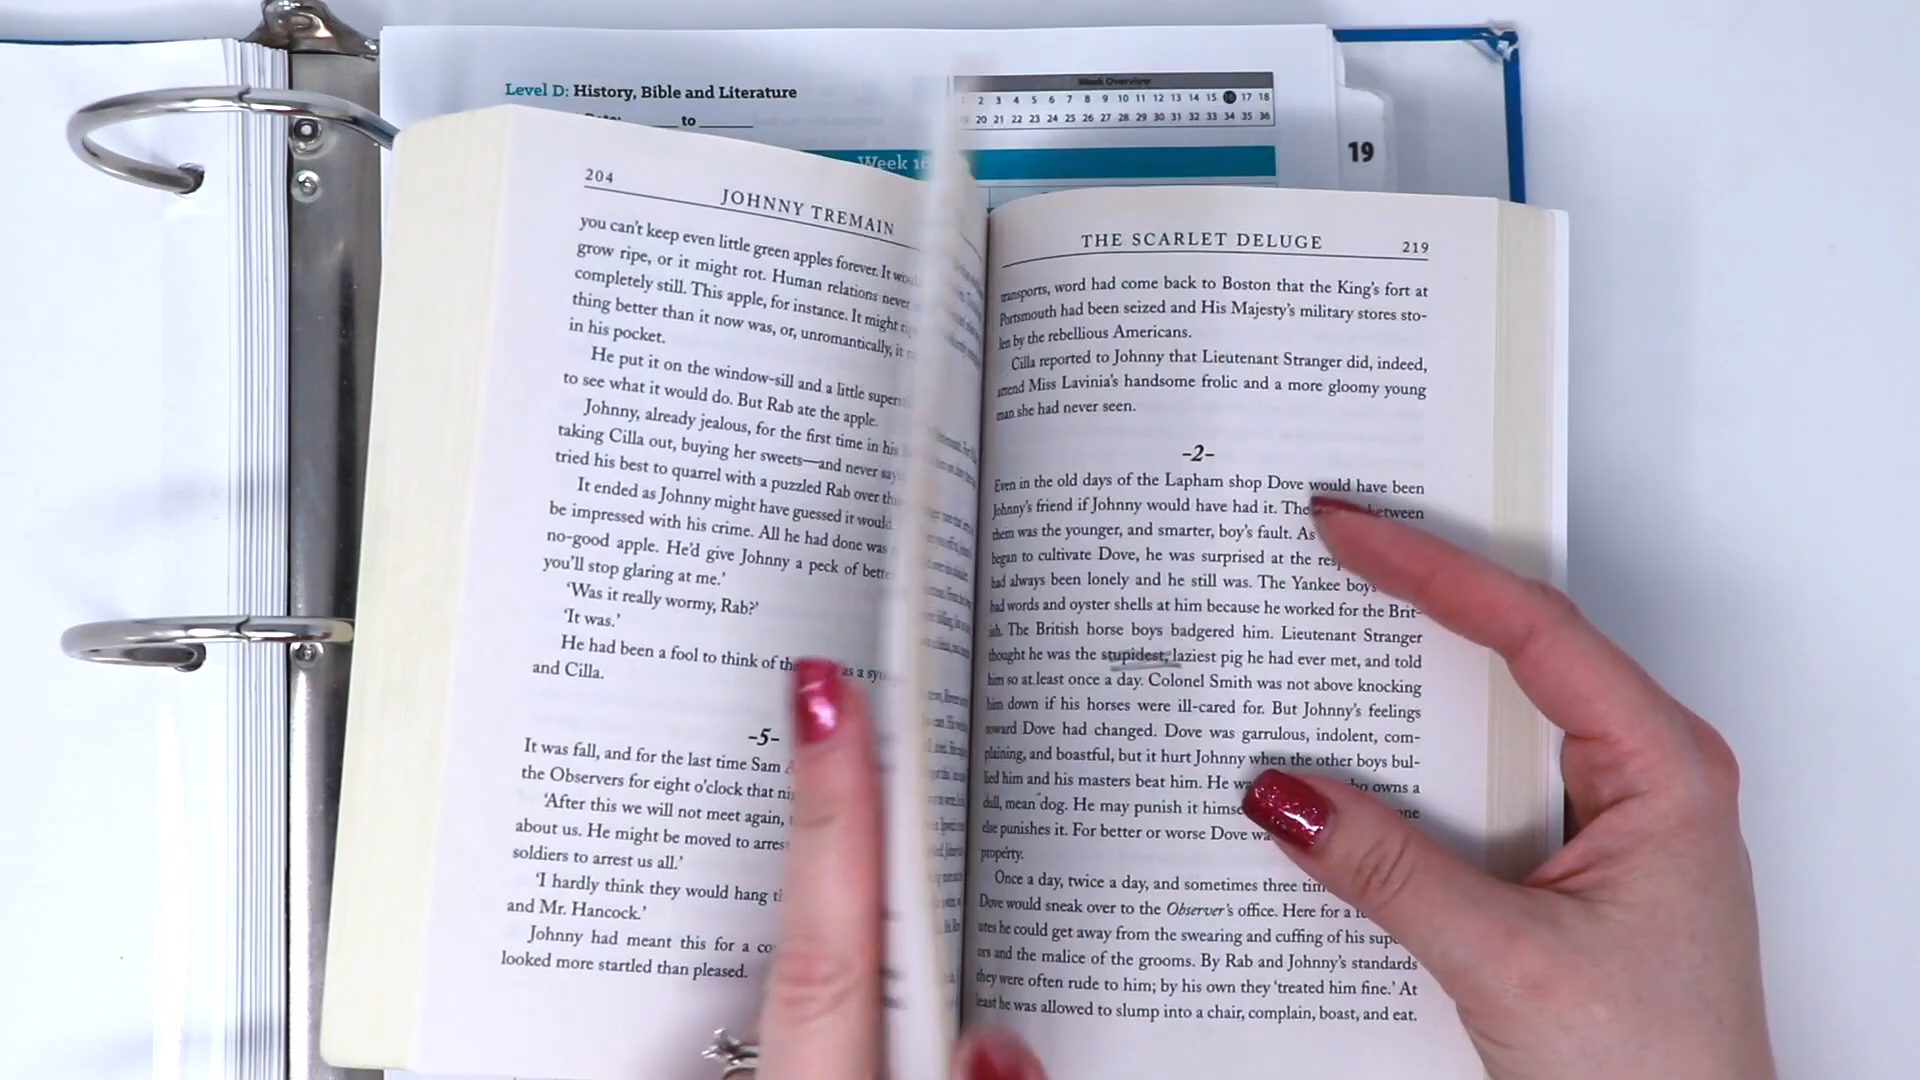 Level D: History, Bible and Literature
to
Week Overview
2 3 4 5 6 7 8 9 10 11 12 13 14 15 16 17 18
20 21 22 23 24 25 26 27 28 29 30 31 32 33 34 35 36
Week 16
19
204
JOHNNY TREMAIN
you can't keep even little green apples forever. It
grow ripe, or it might rot. Human relations never
completely still. This apple, for instance. It might
thing better than it now was, or, unromantically, it
in his pocket.
He put it on the window-sill and a little
to see what it would do. But Rab ate the apple.
Johnny, already jealous, for the first time in his
taking Cilla out, buying her sweets—and never
tried his best to quarrel with a puzzled Rab over
It ended as Johnny might have guessed it would.
be impressed with his crime. All he had done was
no-good apple. He'd give Johnny a peck of
you'll stop glaring at me.'
'Was it really wormy, Rab?'
'It was.'
He had been a fool to think of as a
and Cilla.
-5-
It was fall, and for the last time Sam
the Observers for eight o'clock that
'After this we will not meet again,
about us. He might be moved to
soldiers to arrest us all.'
'I hardly think they would hang
and Mr. Hancock.'
Johnny had meant this for a
looked more startled than pleased.
THE SCARLET DELUGE
219
transports, word had come back to Boston that the King's fort at
Portsmouth had been seized and His Majesty's military stores sto-
len by the rebellious Americans.
Cilla reported to Johnny that Lieutenant Stranger did, indeed,
attend Miss Lavinia's handsome frolic and a more gloomy young
man she had never seen.
-2-
Even in the old days of the Lapham shop Dove would have been
Johnny's friend if Johnny would have had it. The between
them was the younger, and smarter, boy's fault. As
began to cultivate Dove, he was surprised at the
had always been lonely and he still was. The Yankee boys
had words and oyster shells at him because he worked for the Brit-
ish. The British horse boys badgered him. Lieutenant Stranger
thought he was the stupidest, laziest pig he had ever met, and told
him so at least once a day. Colonel Smith was not above knocking
him down if his horses were ill-cared for. But Johnny's feelings
toward Dove had changed. Dove was garrulous, indolent, com-
plaining, and boastful, but it hurt Johnny when the other boys bul-
lied him and his masters beat him. He owns a
dull, mean dog. He may punish it
else punishes it. For better or worse Dove
property.
Once a day, twice a day, and sometimes three
Dove would sneak over to the Observer's office. Here for a
utes he could get away from the swearing and cuffing of his
ors and the malice of the grooms. By Rab and Johnny's standards
they were often rude to him; by his own they 'treated him fine.' At
least he was allowed to slump into a chair, complain, boast, and eat.